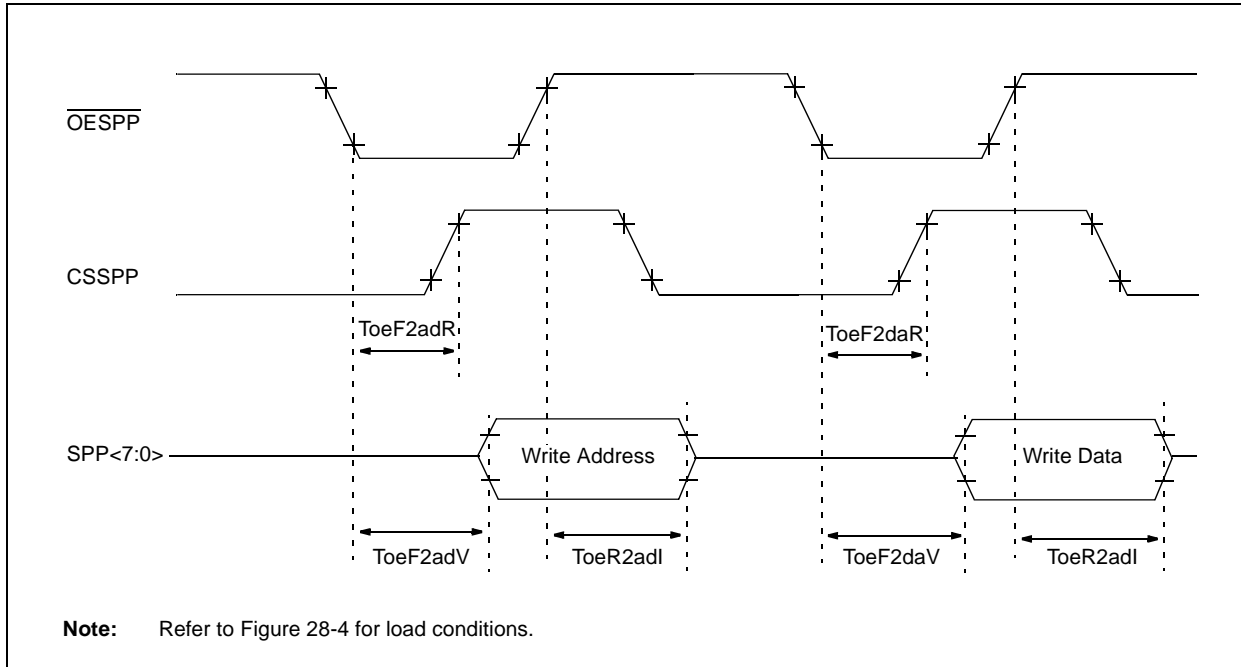 OESPP
CSSPP
ToeF2adR
ToeF2daR
SPP<7:0>
Write Address
Write Data
ToeF2adV
ToeR2adI
ToeF2daV
ToeR2adI
Note: Refer to Figure 28-4 for load conditions.